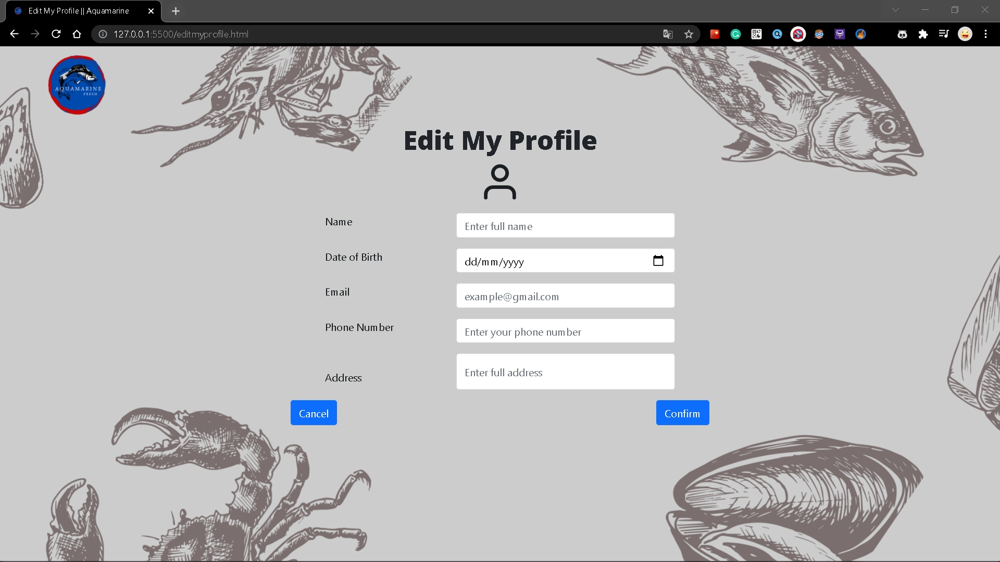 Edit My Profile || Aquamarine
127.0.0.1:5500/editmyprofile.html
AQUAMARINE
FRESH
Edit My Profile
Name
Enter full name
Date of Birth
dd/mm/yyyy
Email
example@gmail.com
Phone Number
Enter your phone number
Address
Enter full address
Cancel
Confirm